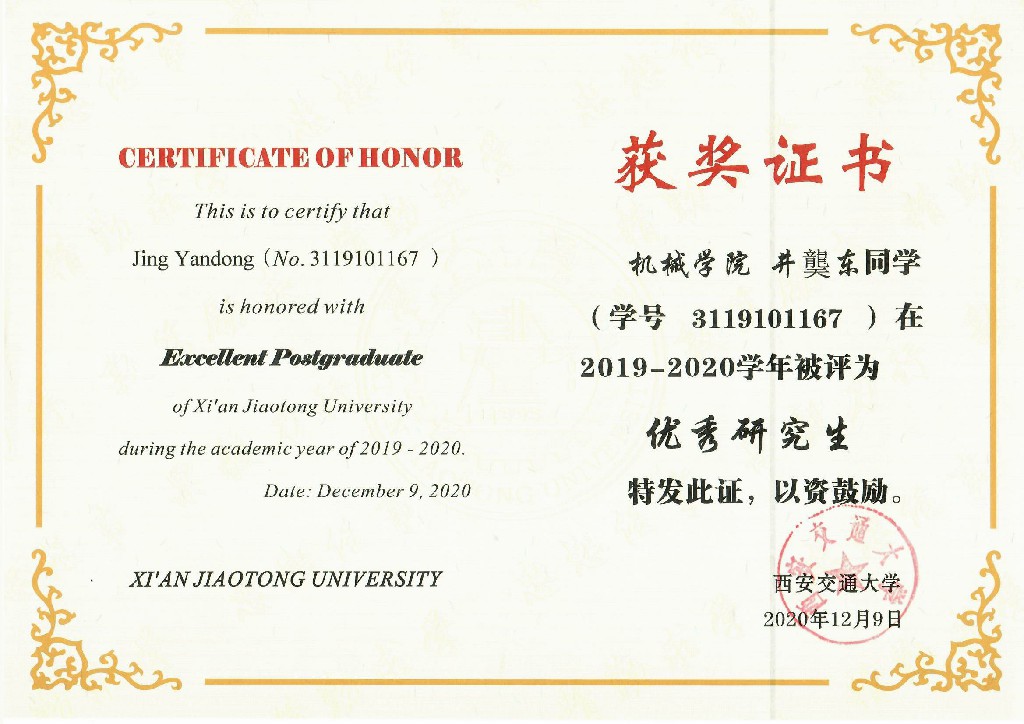 CERTIFICATE OF HONOR
This is to certify that
Jing Yandong (No. 3119101167 )
is honored with
Excellent Postgraduate
of Xi'an Jiaotong University
during the academic year of 2019 - 2020.
Date: December 9, 2020
XI'AN JIAOTONG UNIVERSITY
获奖证书
机械学院 井龑东同学
（学号 3119101167 ）在
2019-2020学年被评为
优秀研究生
特发此证，以资鼓励。
西安交通大学
西安交通大学
2020年12月9日